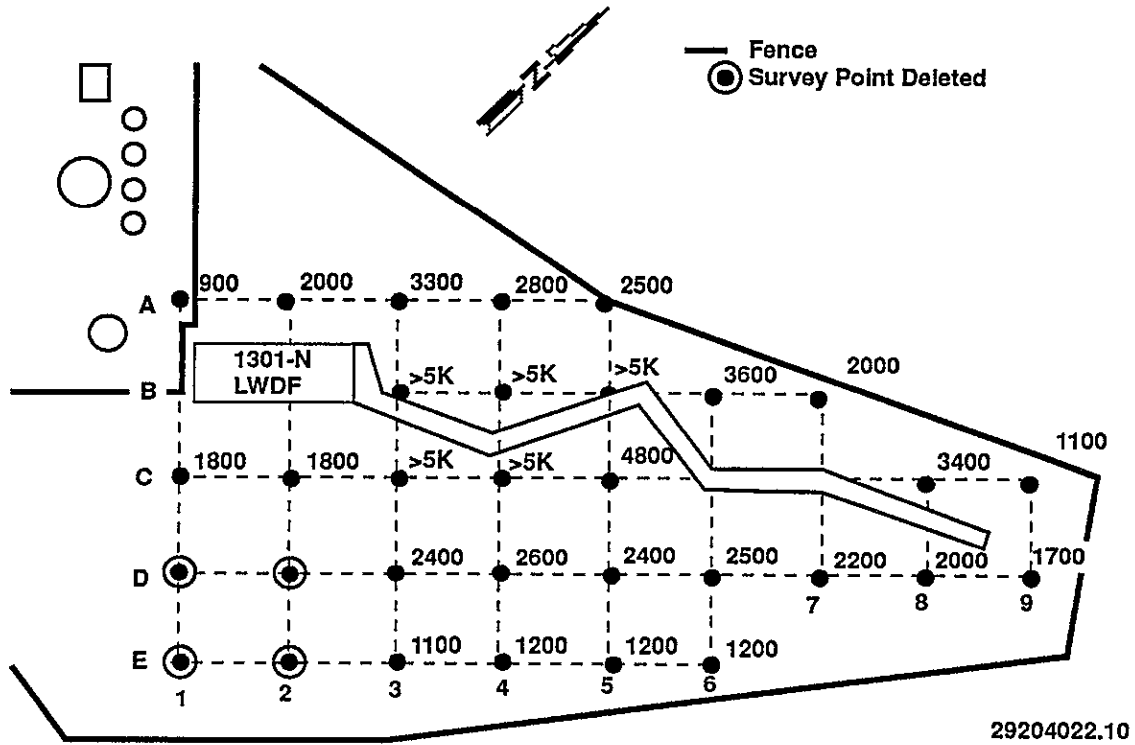 N
Fence
Survey Point Deleted
A 900 2000 3300 2800 2500
1301-N
LWDF
B >5K >5K >5K 3600 2000
C 1800 1800 >5K >5K 4800 3400 1100
D 2400 2600 2400 2500 2200 2000 1700
7 8 9
E 1100 1200 1200 1200
1 2 3 4 5 6
29204022.10